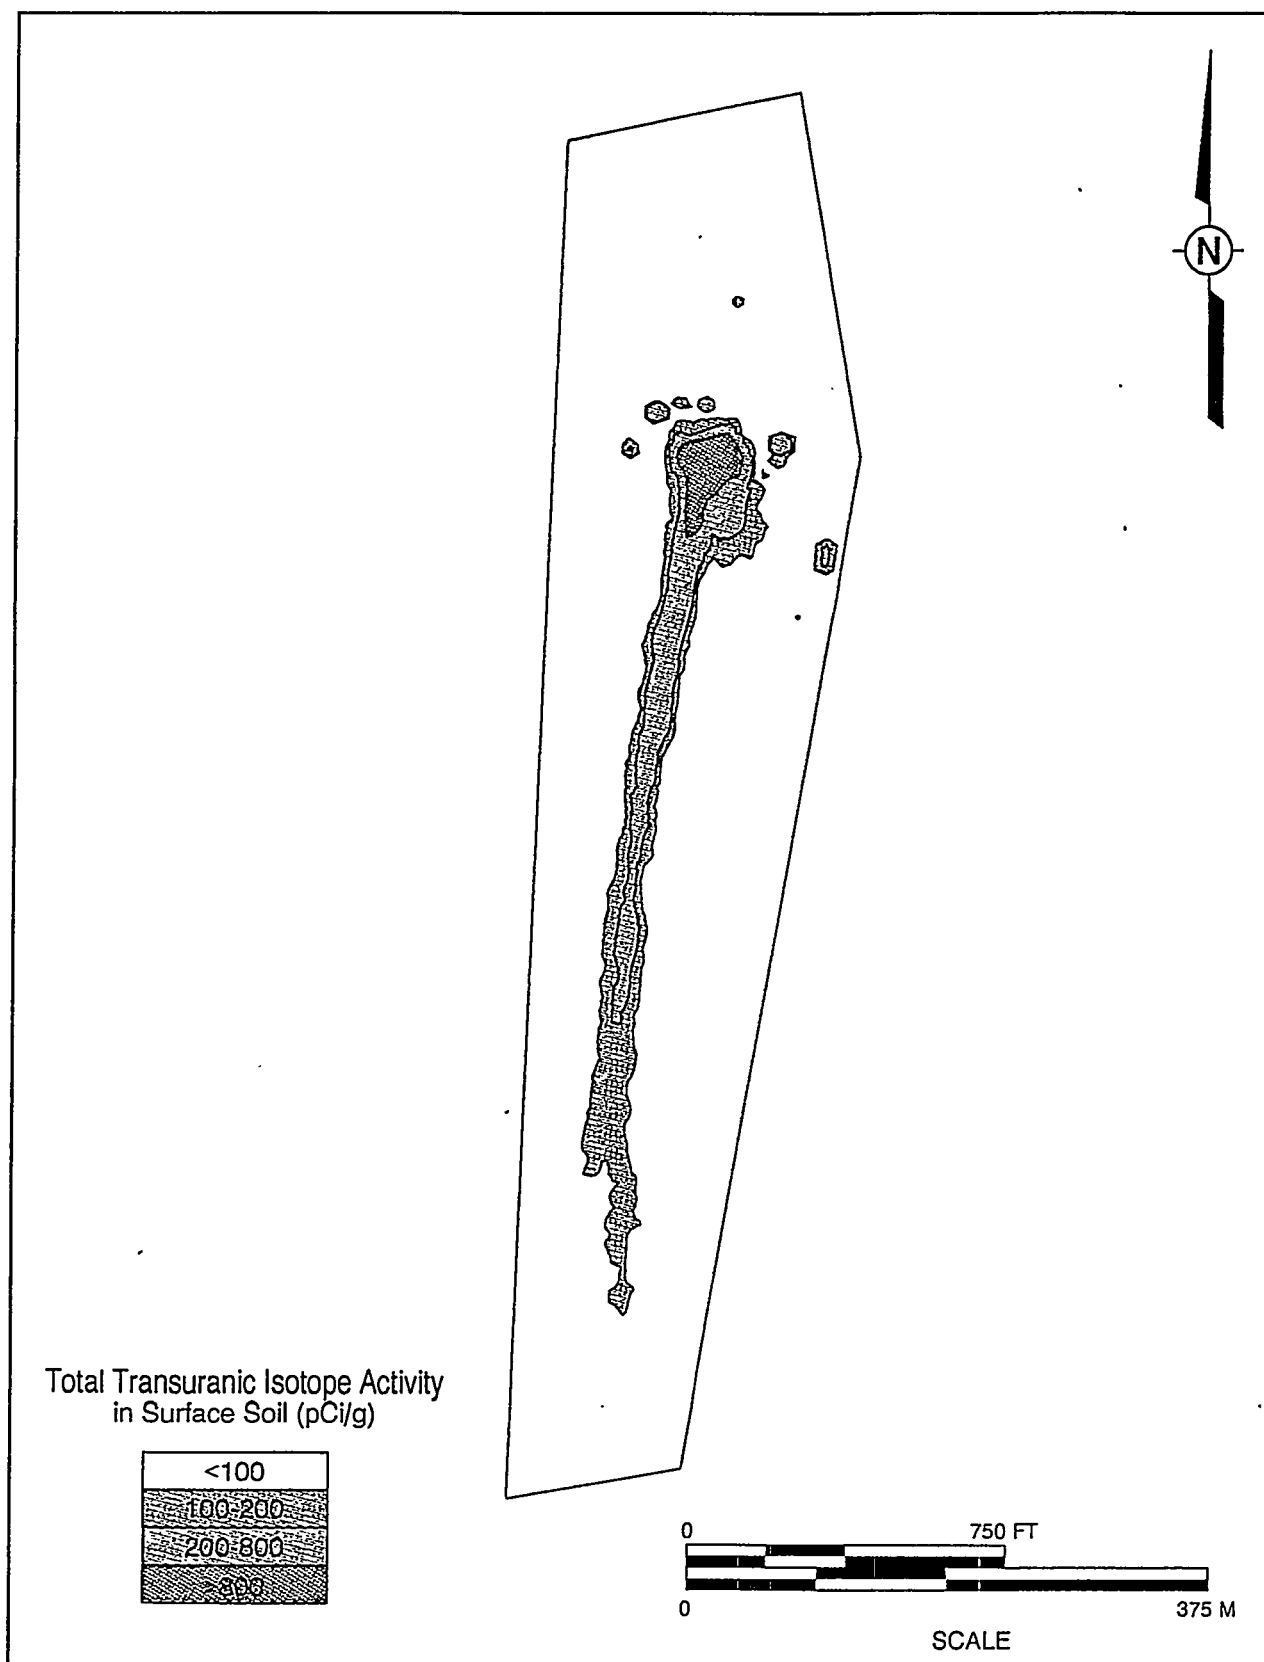 N
Total Transuranic Isotope Activity
in Surface Soil (pCi/g)
<100
100-200
200-800
>800
0 750 FT
0 375 M
SCALE